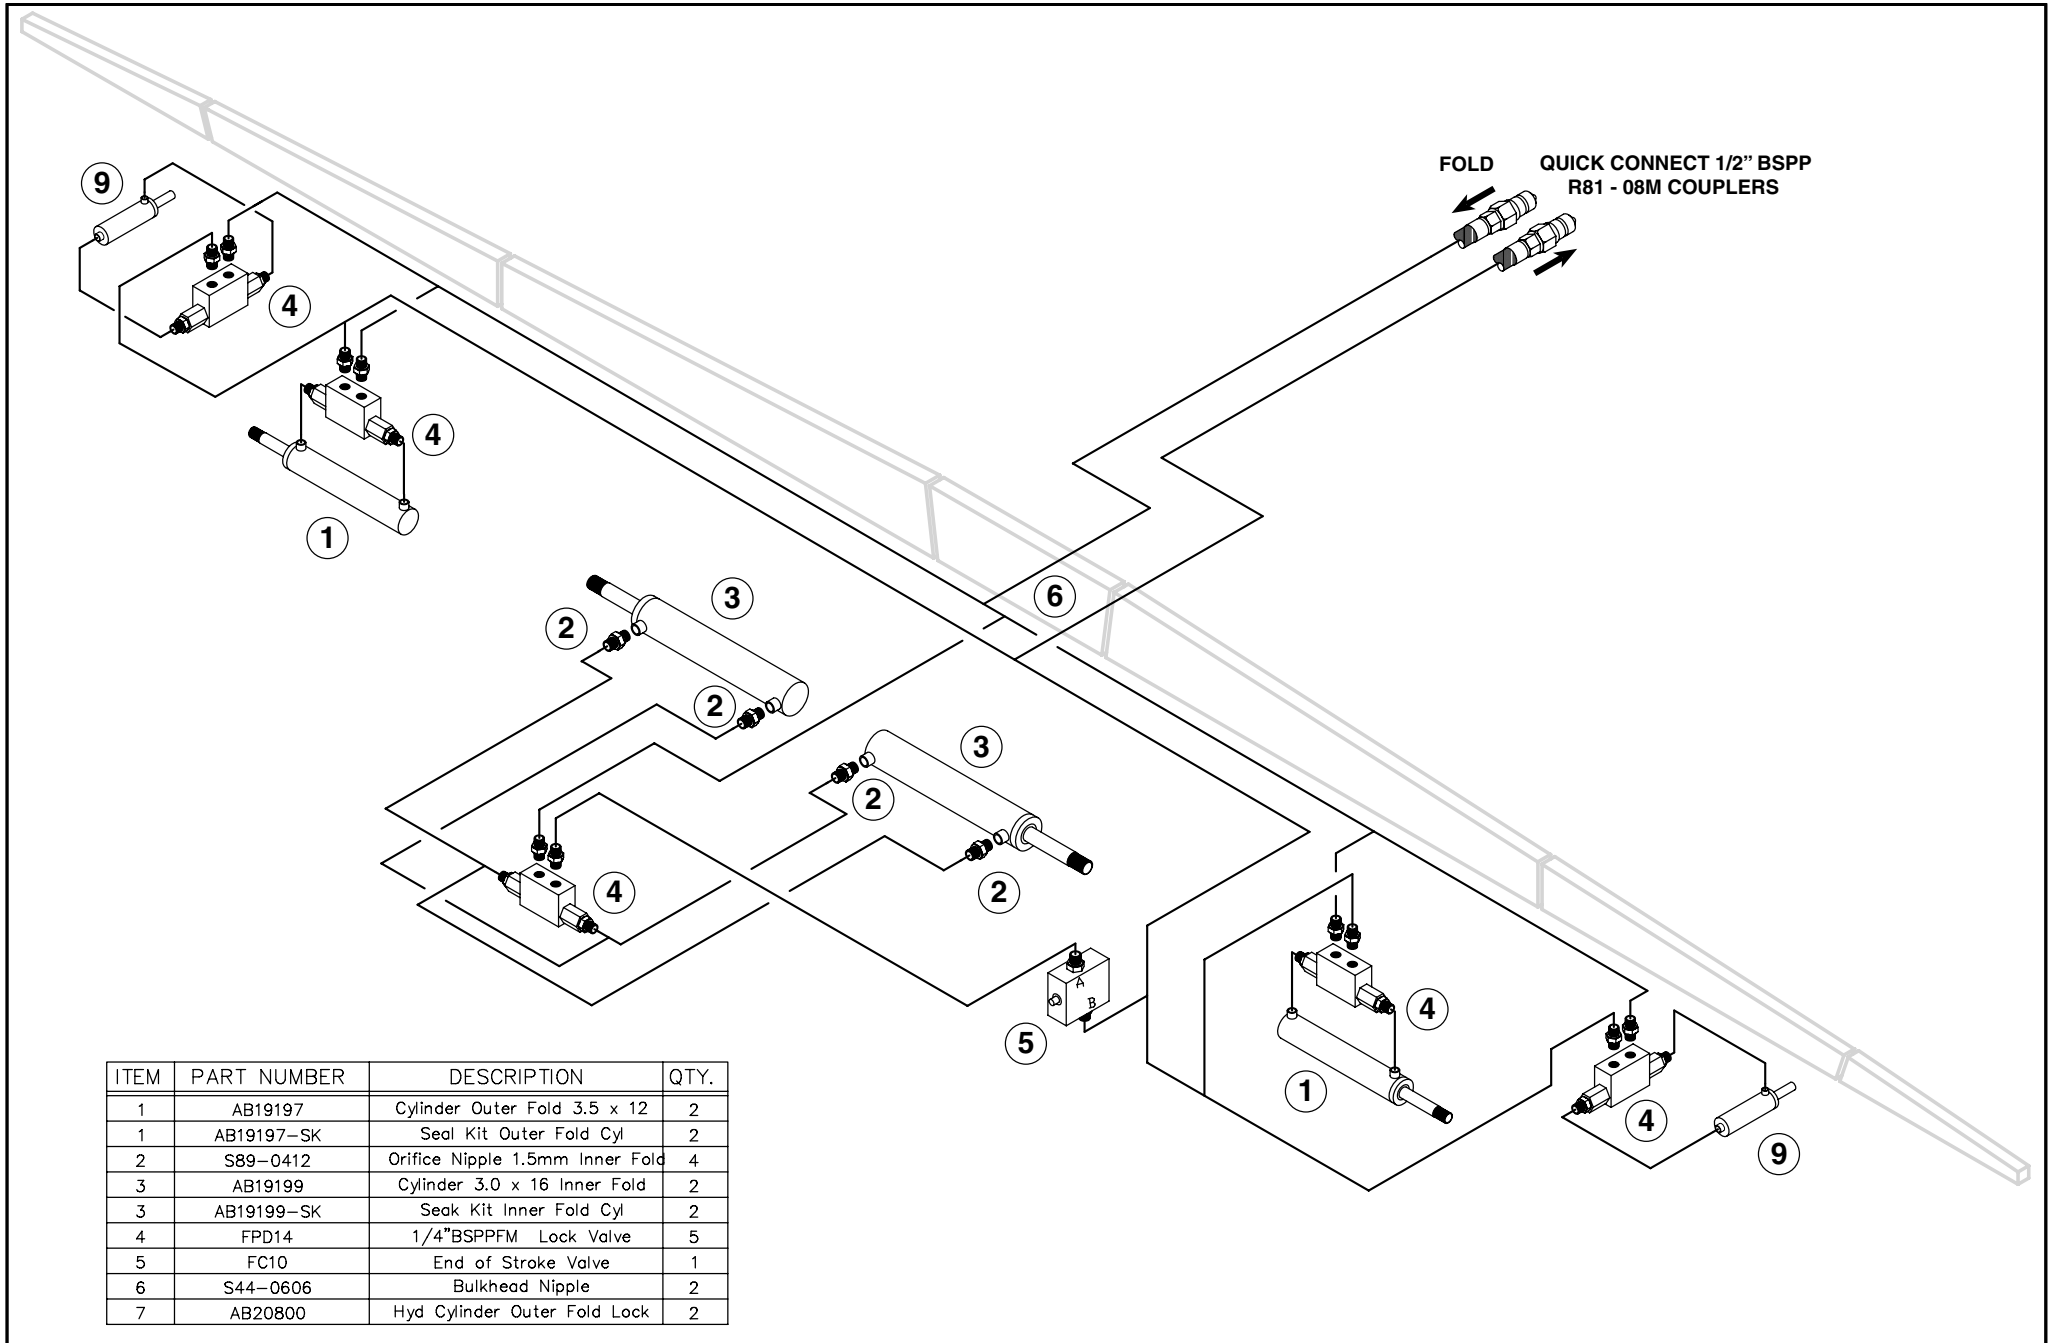 FOLD
QUICK CONNECT 1/2” BSPP
R81 - 08M COUPLERS
9
4
4
1
6
3
2
2
3
2
2
4
A
B
5
4
1
4
9
ITEM PART NUMBER DESCRIPTION QTY.
1 AB19197 Cylinder Outer Fold 3.5 x 12 2
1 AB19197-SK Seal Kit Outer Fold Cyl 2
2 S89-0412 Orifice Nipple 1.5mm Inner Fold 4
3 AB19199 Cylinder 3.0 x 16 Inner Fold 2
3 AB19199-SK Seak Kit Inner Fold Cyl 2
4 FPD14 1/4”BSPPFM Lock Valve 5
5 FC10 End of Stroke Valve 1
6 S44-0606 Bulkhead Nipple 2
7 AB20800 Hyd Cylinder Outer Fold Lock 2